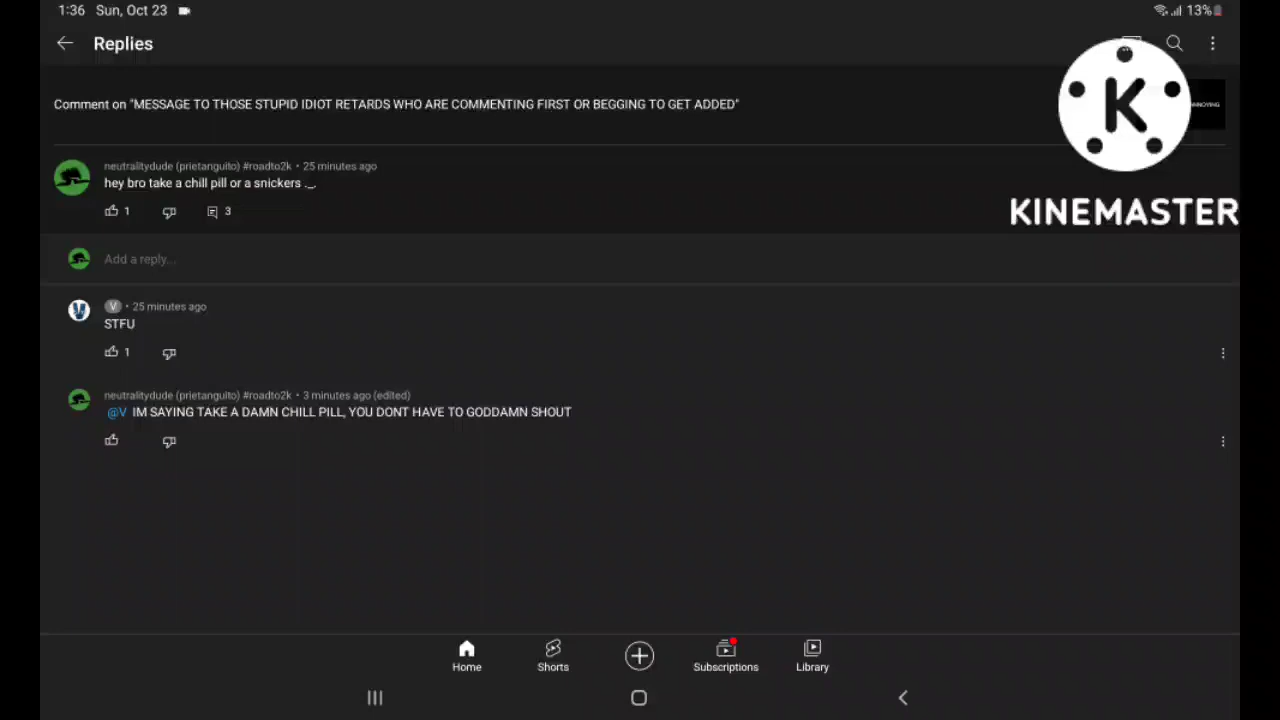 1:36 Sun, Oct 23
13%
Replies
Comment on "MESSAGE TO THOSE STUPID IDIOT RETARDS WHO ARE COMMENTING FIRST OR BEGGING TO GET ADDED"
K
KINEMASTER
neutralitydude (prietanguito) #roadto2k • 25 minutes ago
hey bro take a chill pill or a snickers ._.
1
3
Add a reply...
V • 25 minutes ago
STFU
1
neutralitydude (prietanguito) #roadto2k • 3 minutes ago (edited)
@V IM SAYING TAKE A DAMN CHILL PILL, YOU DONT HAVE TO GODDAMN SHOUT
Home
Shorts
Subscriptions
Library